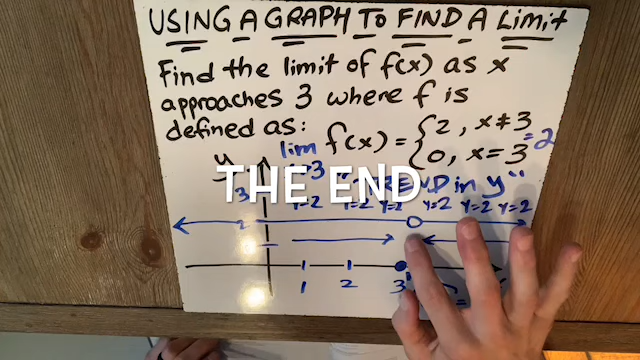 USING A GRAPH TO FIND A Limit
Find the limit of f(x) as x
approaches 3 where f is
defined as:
lim f(x) = {2, x≠3 = 2
0, x=3
THE END
y
3 in y"
Y=2 Y=2 Y=2 Y=2 Y=2 Y=2
2
1 2 3